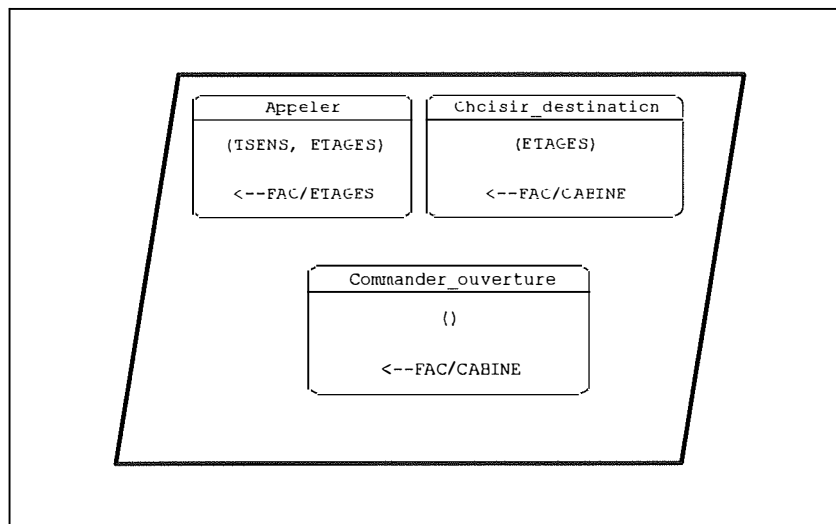 Appeler
(TSENS, ETAGES)
<--FAC/ETAGES
Choisir_destination
(ETAGES)
<--FAC/CABINE
Commander_ouverture
()
<--FAC/CABINE